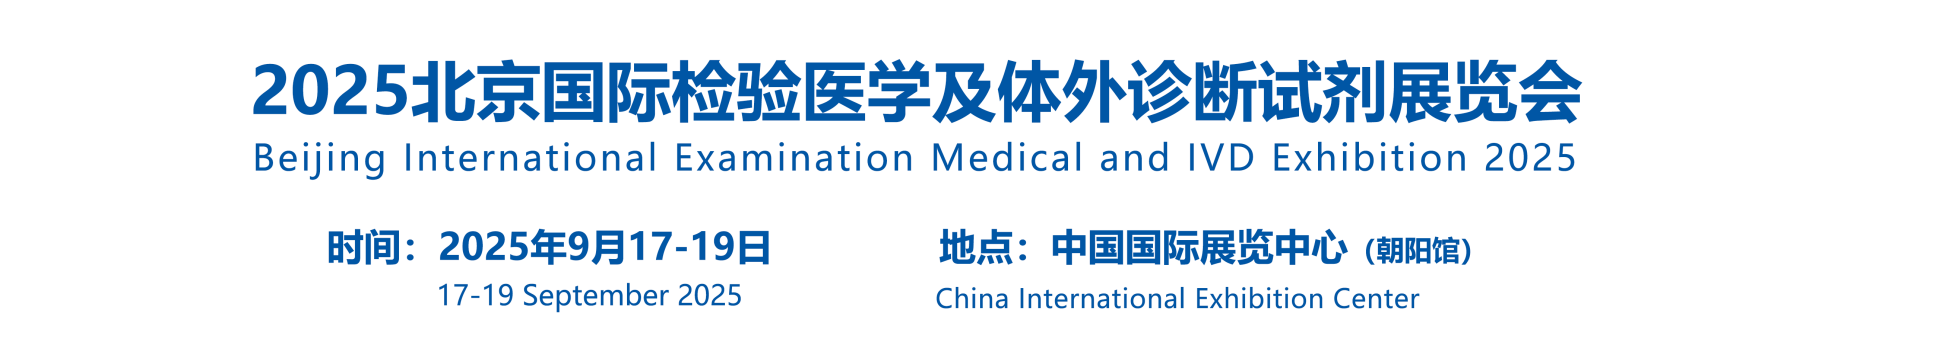 2025北京国际检验医学及体外诊断试剂展览会
Beijing International Examination Medical and IVD Exhibition 2025
时间：2025年9月17-19日
17-19 September 2025
地点：中国国际展览中心（朝阳馆）
China International Exhibition Center